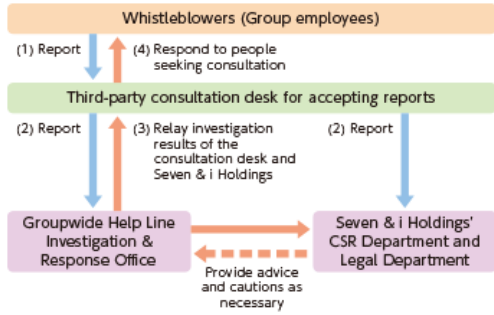 Whistleblowers (Group employees)
(1) Report
(4) Respond to people
seeking consultation
Third-party consultation desk for accepting reports
(2) Report
(3) Relay investigation
results of the
consultation desk and
Seven & i Holdings
(2) Report
Groupwide Help Line
Investigation &
Response Office
Seven & i Holdings'
CSR Department and
Legal Department
Provide advice
and cautions as
necessary